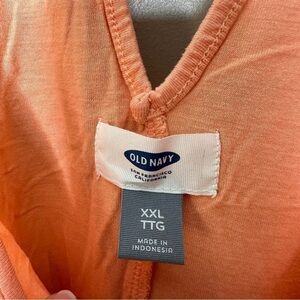 OLD NAVY
SAN FRANCISCO
CALIFORNIA
XXL
TTG
MADE IN
INDONESIA